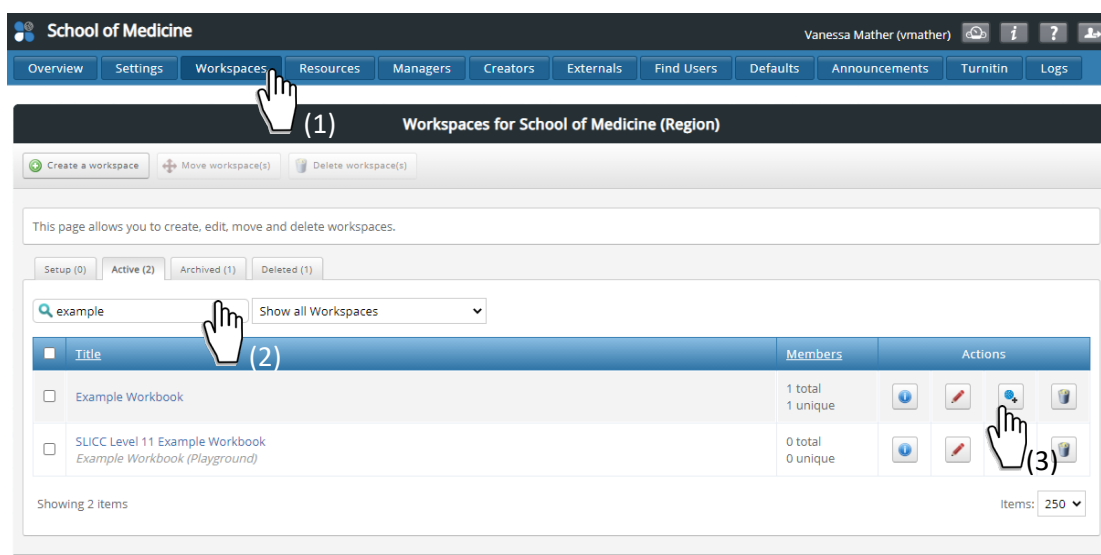 School of Medicine
Vanessa Mather (vmather)
i
?
Overview Settings Workspaces Resources Managers Creators Externals Find Users Defaults Announcements Turnitin Logs
(1)
Workspaces for School of Medicine (Region)
Create a workspace Move workspace(s) Delete workspace(s)
This page allows you to create, edit, move and delete workspaces.
Setup (0) Active (2) Archived (1) Deleted (1)
example Show all Workspaces
(2)
Title Members Actions
Example Workbook
1 total
1 unique
(3)
SLICC Level 11 Example Workbook
Example Workbook (Playground)
0 total
0 unique
Showing 2 items Items: 250